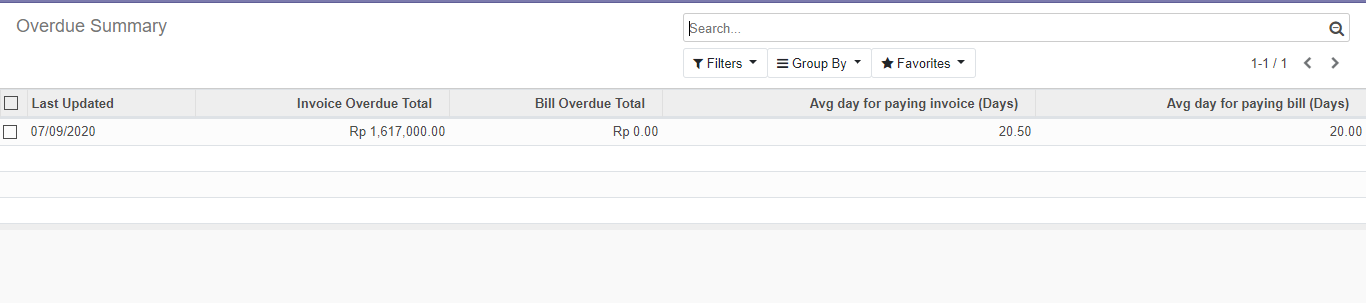 Overdue Summary
Search...
Filters Group By Favorites 1-1 / 1
Last Updated Invoice Overdue Total Bill Overdue Total Avg day for paying invoice (Days) Avg day for paying bill (Days)
07/09/2020 Rp 1,617,000.00 Rp 0.00 20.50 20.00